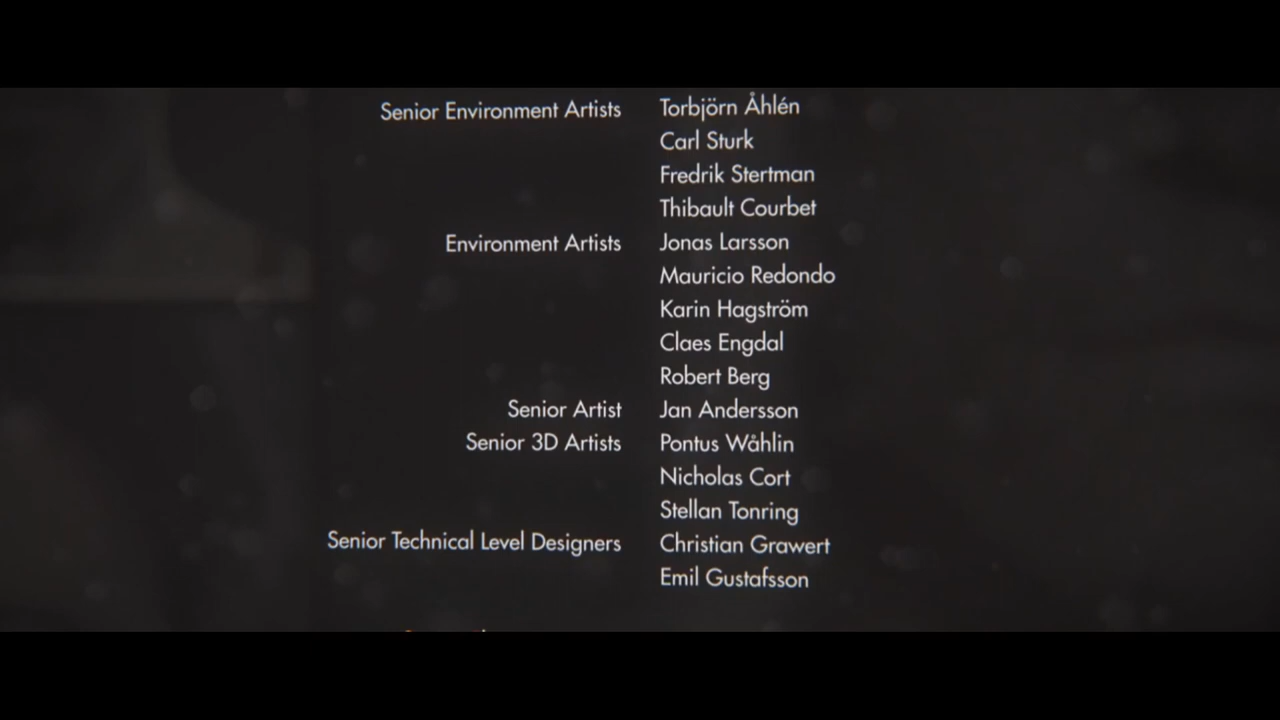 Senior Environment Artists Torbjörn Åhlén
Carl Sturk
Fredrik Stertman
Thibault Courbet
Environment Artists Jonas Larsson
Mauricio Redondo
Karin Hagström
Claes Engdal
Robert Berg
Senior Artist Jan Andersson
Senior 3D Artists Pontus Wåhlin
Nicholas Cort
Stellan Tonring
Senior Technical Level Designers Christian Grawert
Emil Gustafsson